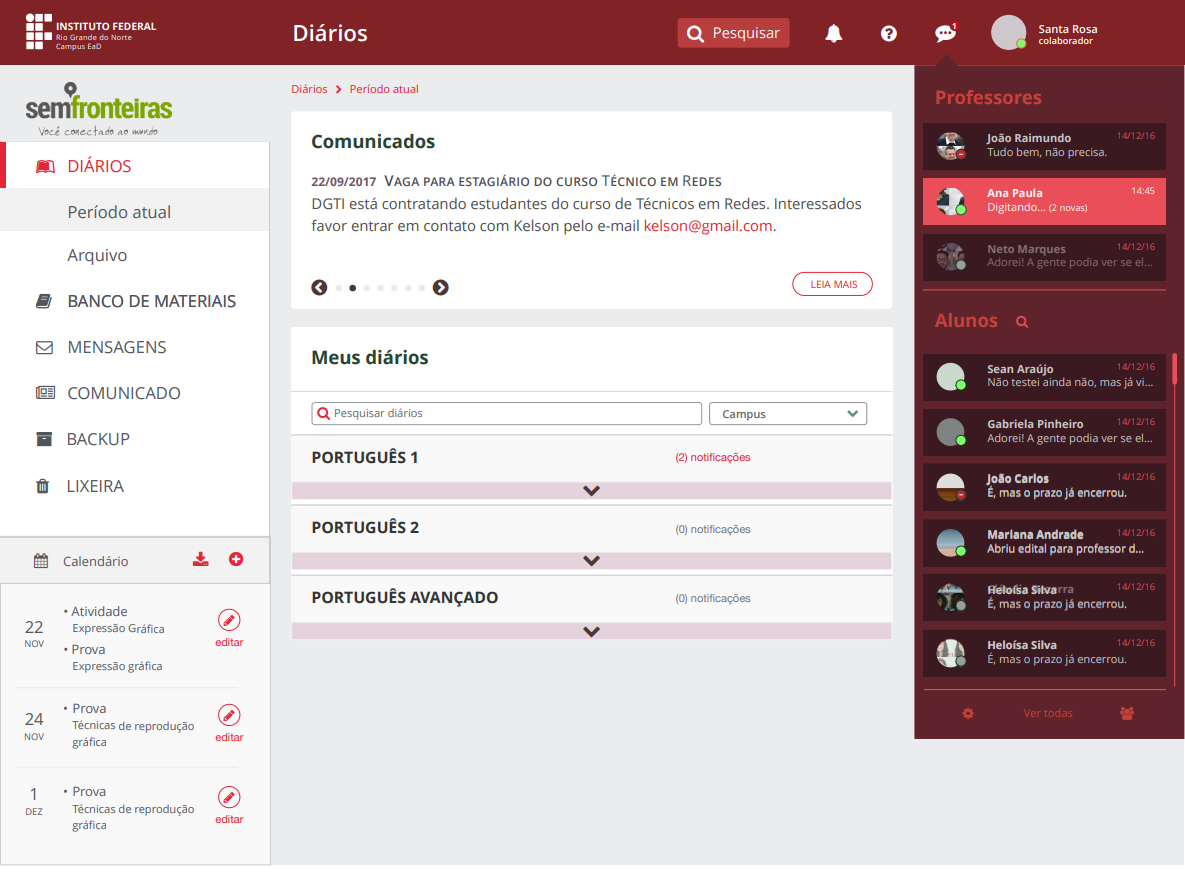 INSTITUTO FEDERAL
Rio Grande do Norte
Campus EaD
Diários
Pesquisar
1
Santa Rosa
colaborador
semfronteiras
Você conectado ao mundo
DIÁRIOS
Período atual
Arquivo
BANCO DE MATERIAIS
MENSAGENS
COMUNICADO
BACKUP
LIXEIRA
Calendário
22
NOV
• Atividade
Expressão Gráfica
• Prova
Expressão gráfica
editar
24
NOV
• Prova
Técnicas de reprodução
gráfica
editar
1
DEZ
• Prova
Técnicas de reprodução
gráfica
editar
Diários > Período atual
Comunicados
22/09/2017 VAGA PARA ESTAGIÁRIO DO CURSO TÉCNICO EM REDES
DGTI está contratando estudantes do curso de Técnicos em Redes. Interessados
favor entrar em contato com Kelson pelo e-mail kelson@gmail.com.
LEIA MAIS
Meus diários
Pesquisar diários
Campus
PORTUGUÊS 1
(2) notificações
PORTUGUÊS 2
(0) notificações
PORTUGUÊS AVANÇADO
(0) notificações
Professores
João Raimundo 14/12/16
Tudo bem, não precisa.
Ana Paula 14:45
Digitando... (2 novas)
Neto Marques 14/12/16
Adorei! A gente podia ver se el...
Alunos
Sean Araújo 14/12/16
Não testei ainda não, mas já vi...
Gabriela Pinheiro 14/12/16
Adorei! A gente podia ver se el...
João Carlos 14/12/16
É, mas o prazo já encerrou.
Mariana Andrade 14/12/16
Abriu edital para professor d...
Heloísa Silva 14/12/16
É, mas o prazo já encerrou.
Heloísa Silva 14/12/16
É, mas o prazo já encerrou.
Ver todas